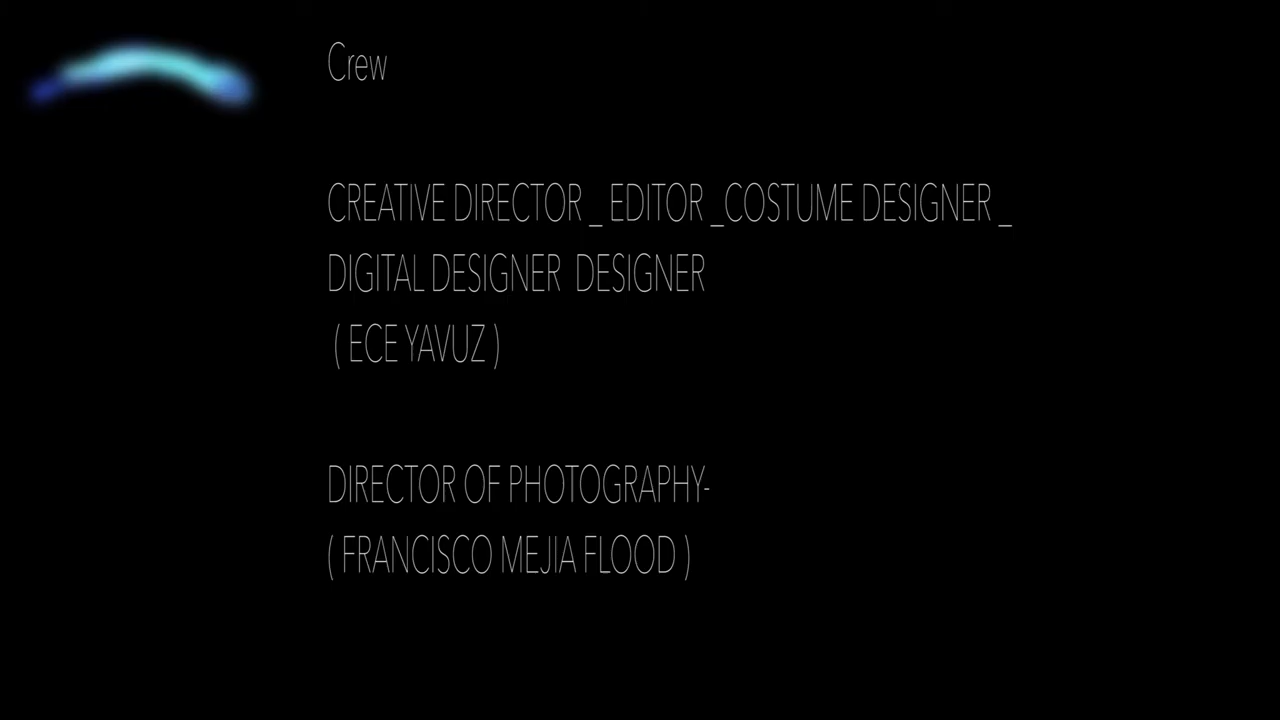 Crew
CREATIVE DIRECTOR _ EDITOR _COSTUME DESIGNER _
DIGITAL DESIGNER  DESIGNER
( ECE YAVUZ )
DIRECTOR OF PHOTOGRAPHY-
( FRANCISCO MEJIA FLOOD )